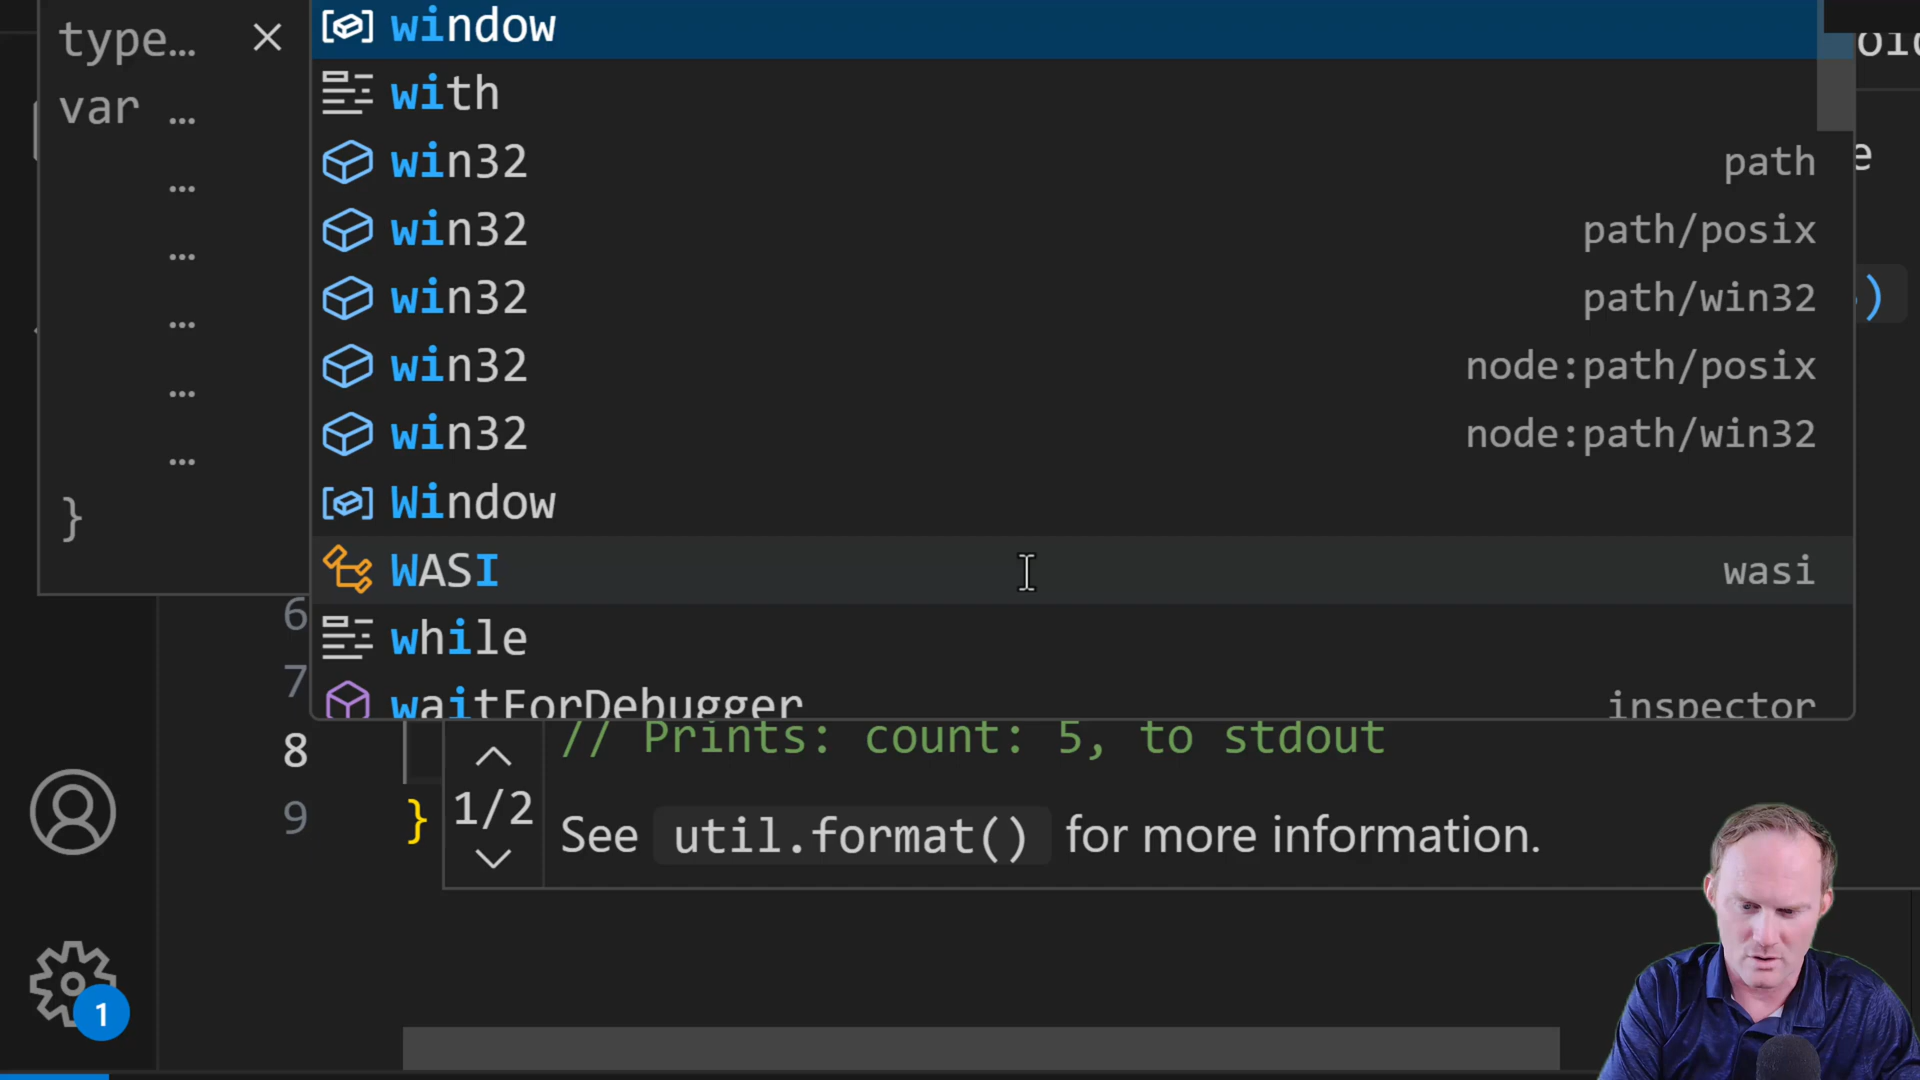 type…
var …
…
…
…
…
…
}
window
with
win32 path
win32 path/posix
win32 path/win32
win32 node:path/posix
win32 node:path/win32
Window
WASI wasi
while
waitForDebugger inspector
e
)
6
7
8
9 }
// Prints: count: 5, to stdout
1/2
See util.format() for more information.
1